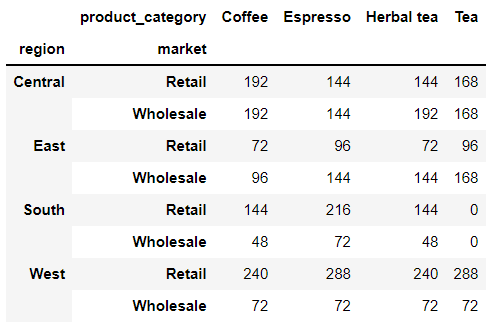 product_category Coffee Espresso Herbal tea Tea
region market
Central Retail 192 144 144 168
Wholesale 192 144 192 168
East Retail 72 96 72 96
Wholesale 96 144 144 168
South Retail 144 216 144 0
Wholesale 48 72 48 0
West Retail 240 288 240 288
Wholesale 72 72 72 72